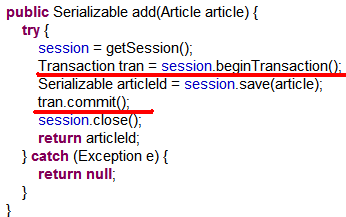 public Serializable add(Article article) {
try {
session = getSession();
Transaction tran = session.beginTransaction();
Serializable articleId = session.save(article);
tran.commit();
session.close();
return articleId;
} catch (Exception e) {
return null;
}
}